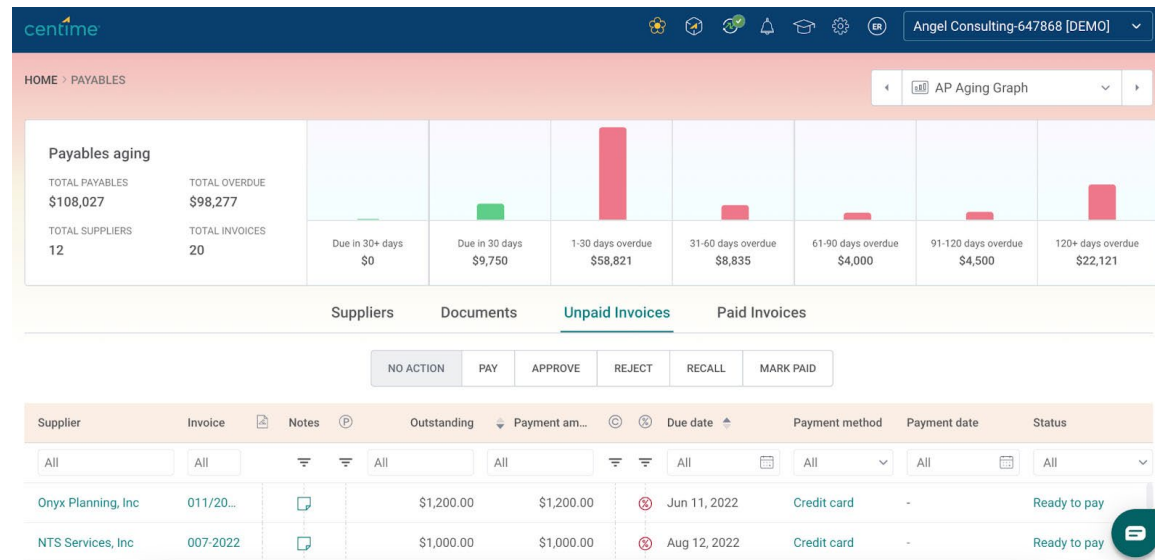 centime
ER
Angel Consulting-647868 [DEMO]
HOME > PAYABLES
AP Aging Graph
Payables aging
TOTAL PAYABLES TOTAL OVERDUE
$108,027 $98,277
TOTAL SUPPLIERS TOTAL INVOICES
12 20
Due in 30+ days Due in 30 days 1-30 days overdue 31-60 days overdue 61-90 days overdue 91-120 days overdue 120+ days overdue
$0 $9,750 $58,821 $8,835 $4,000 $4,500 $22,121
Suppliers Documents Unpaid Invoices Paid Invoices
NO ACTION PAY APPROVE REJECT RECALL MARK PAID
Supplier Invoice Notes P Outstanding Payment am... C Due date Payment method Payment date Status
All All All All All All All All
Onyx Planning, Inc 011/20... $1,200.00 $1,200.00 Jun 11, 2022 Credit card - Ready to pay
NTS Services, Inc 007-2022 $1,000.00 $1,000.00 Aug 12, 2022 Credit card - Ready to pay